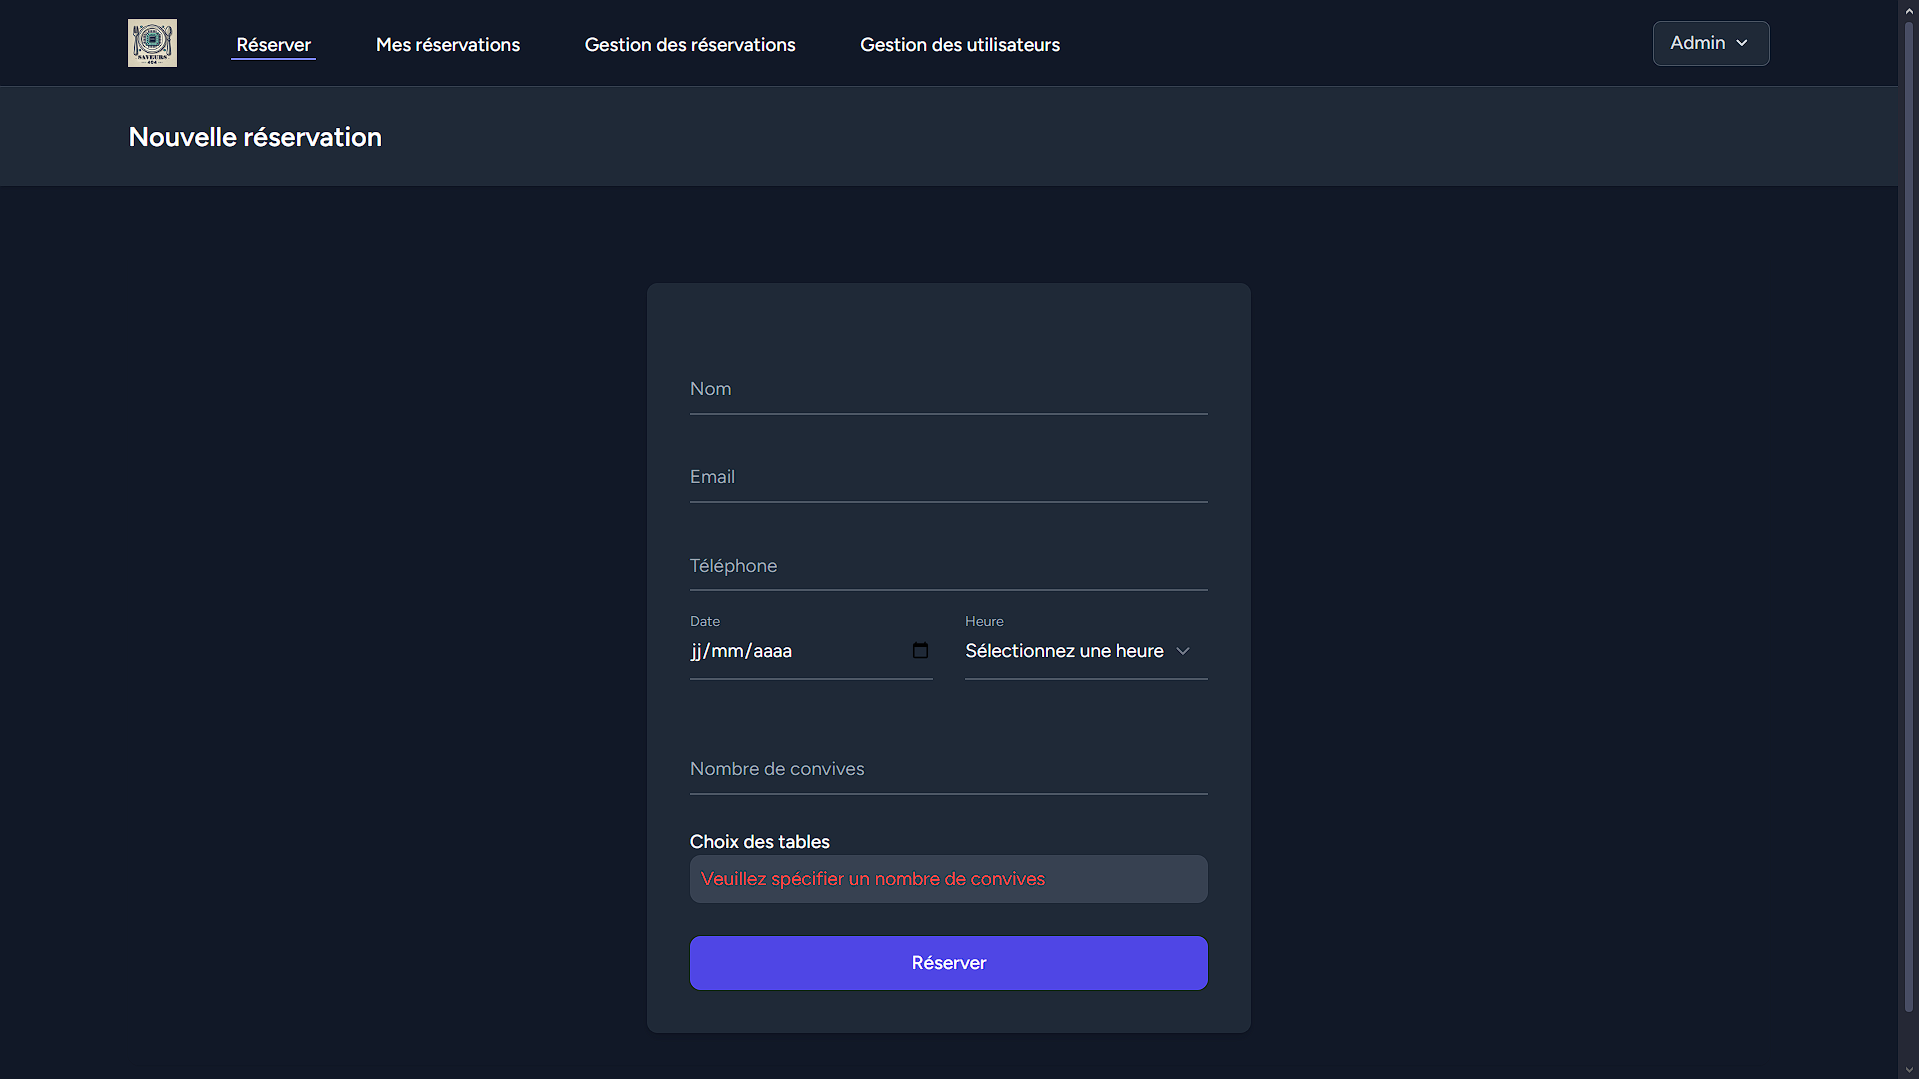 SAVEURS
404
Réserver
Mes réservations
Gestion des réservations
Gestion des utilisateurs
Admin
Nouvelle réservation
Nom
Email
Téléphone
Date
Heure
jj/mm/aaaa
Sélectionnez une heure
Nombre de convives
Choix des tables
Veuillez spécifier un nombre de convives
Réserver